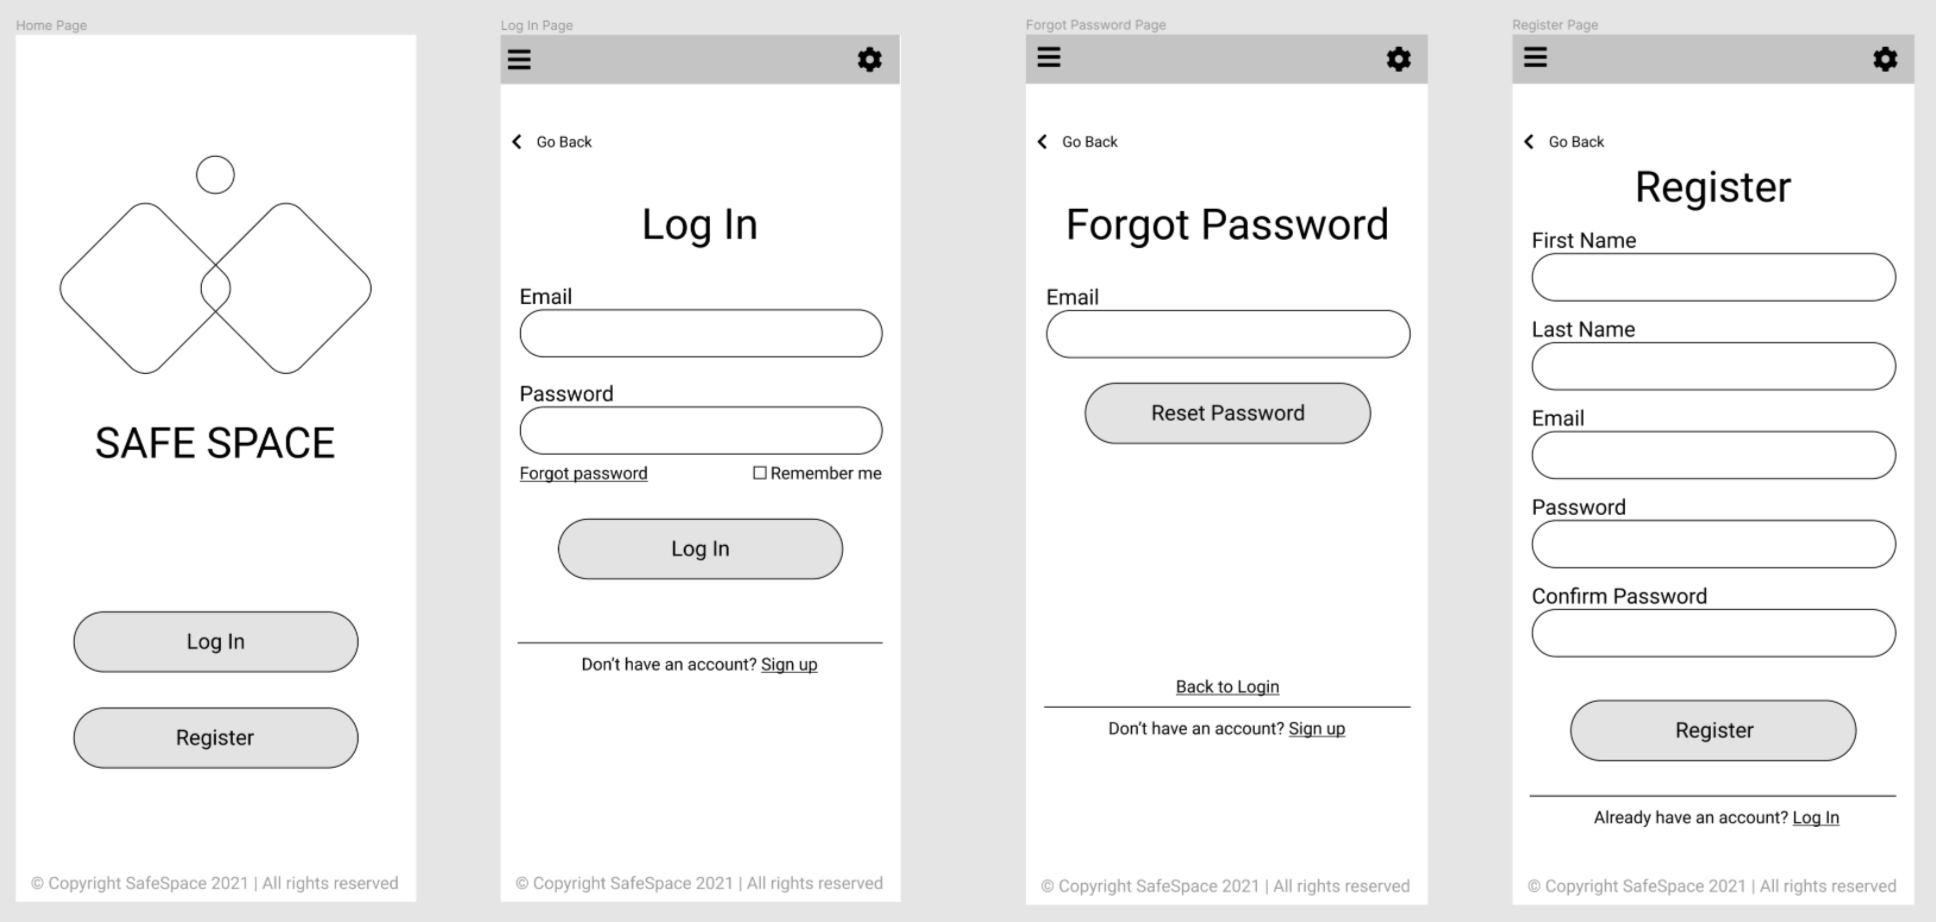 Home Page
SAFE SPACE
Log In
Register
© Copyright SafeSpace 2021 | All rights reserved
Log In Page
Go Back
Log In
Email
Password
Forgot password
Remember me
Log In
Don't have an account? Sign up
© Copyright SafeSpace 2021 | All rights reserved
Forgot Password Page
Go Back
Forgot Password
Email
Reset Password
Back to Login
Don't have an account? Sign up
© Copyright SafeSpace 2021 | All rights reserved
Register Page
Go Back
Register
First Name
Last Name
Email
Password
Confirm Password
Register
Already have an account? Log In
© Copyright SafeSpace 2021 | All rights reserved